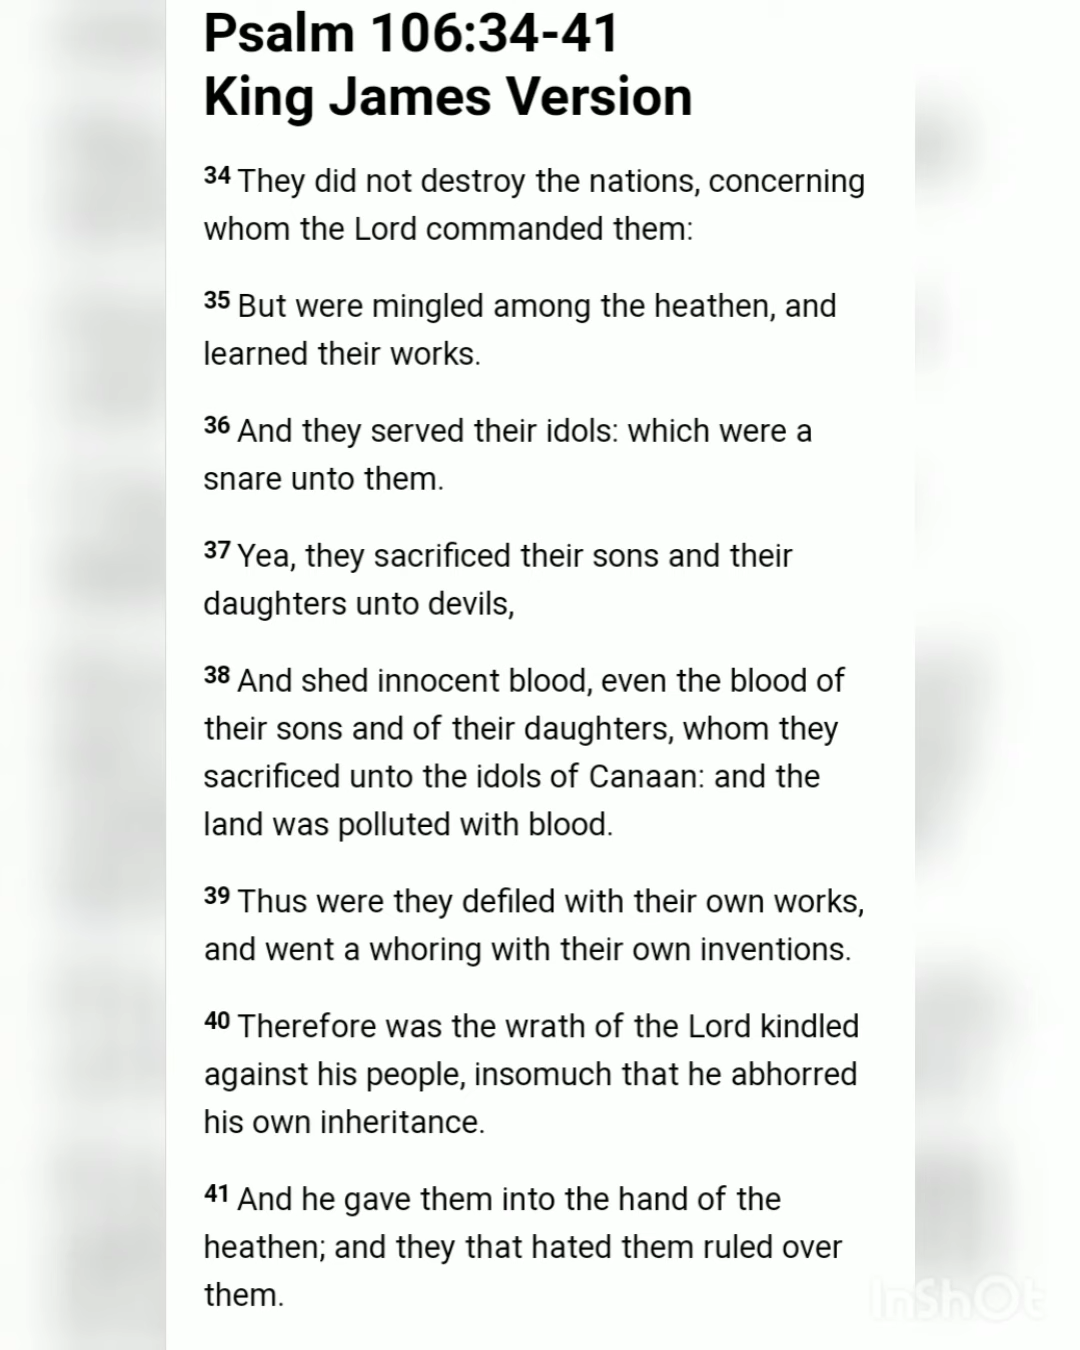 Psalm 106:34-41
King James Version
34 They did not destroy the nations, concerning
whom the Lord commanded them:
35 But were mingled among the heathen, and
learned their works.
36 And they served their idols: which were a
snare unto them.
37 Yea, they sacrificed their sons and their
daughters unto devils,
38 And shed innocent blood, even the blood of
their sons and of their daughters, whom they
sacrificed unto the idols of Canaan: and the
land was polluted with blood.
39 Thus were they defiled with their own works,
and went a whoring with their own inventions.
40 Therefore was the wrath of the Lord kindled
against his people, insomuch that he abhorred
his own inheritance.
41 And he gave them into the hand of the
heathen; and they that hated them ruled over
them.
InShOt